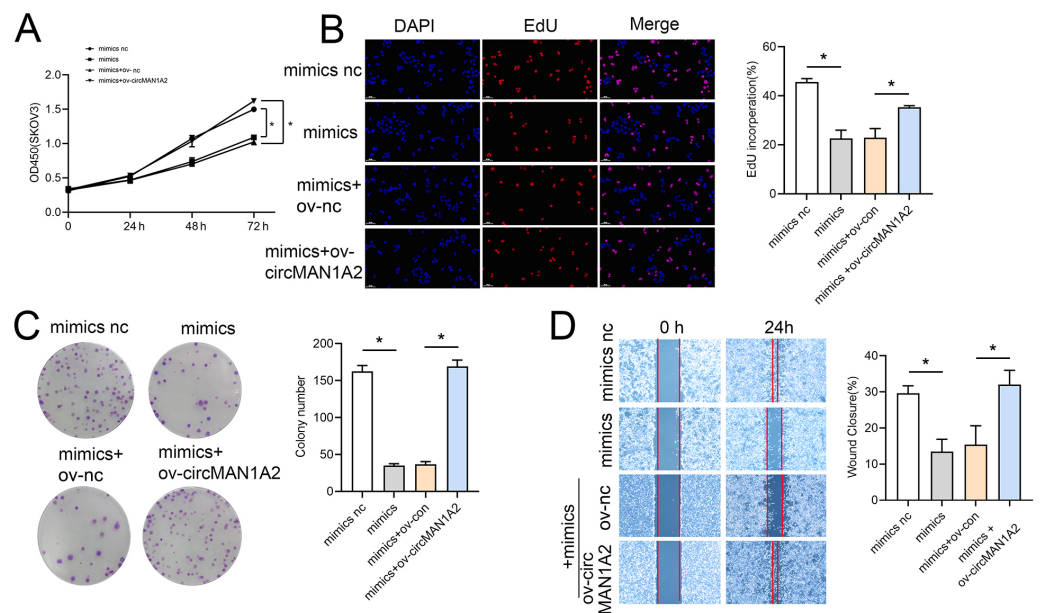 A
mimics nc
mimics
mimics+ov- nc
mimics+ov-circMAN1A2
OD450(SKOV3)
2.0
1.5
1.0
0.5
0.0
0
24 h
48 h
72 h
*
*
B
DAPI
EdU
Merge
mimics nc
mimics
mimics+
ov-nc
mimics+ov-
circMAN1A2
EdU incorperation(%)
60
40
20
0
*
*
mimics nc
mimics
mimics+ov-con
mimics +ov-circMAN1A2
C
mimics nc
mimics
mimics+
ov-nc
mimics+
ov-circMAN1A2
Colony number
200
150
100
50
0
*
*
mimics nc
mimics
mimics+ov-con
mimics+ov-circMAN1A2
D
0 h
24h
mimics nc
mimics
+mimics
ov-nc
ov-circ
MAN1A2
Wound Closure(%)
40
30
20
10
0
*
*
mimics nc
mimics
mimics+ov-con
mimics +
ov-circMAN1A2